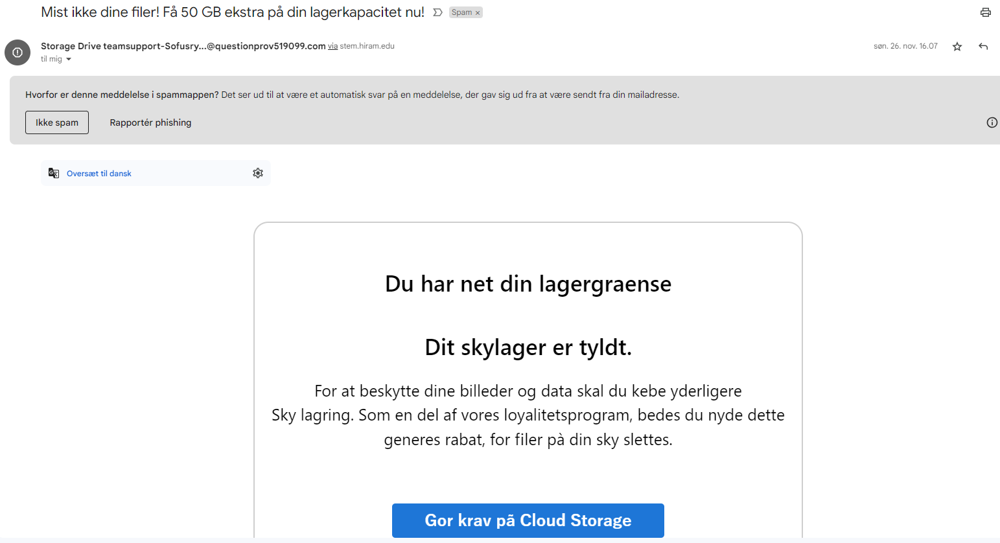 Mist ikke dine filer! Få 50 GB ekstra på din lagerkapacitet nu! Spam ×
Storage Drive teamsupport-Sofusry...@questionprov519099.com via stem.hiram.edu søn. 26. nov. 16.07
til mig
Hvorfor er denne meddelelse i spammappen? Det ser ud til at være et automatisk svar på en meddelelse, der gav sig ud fra at være sendt fra din mailadresse.
Ikke spam Rapportér phishing
Oversæt til dansk
Du har net din lagergraense
Dit skylager er tyldt.
For at beskytte dine billeder og data skal du kebe yderligere
Sky lagring. Som en del af vores loyalitetsprogram, bedes du nyde dette
generes rabat, for filer på din sky slettes.
Gor krav pã Cloud Storage